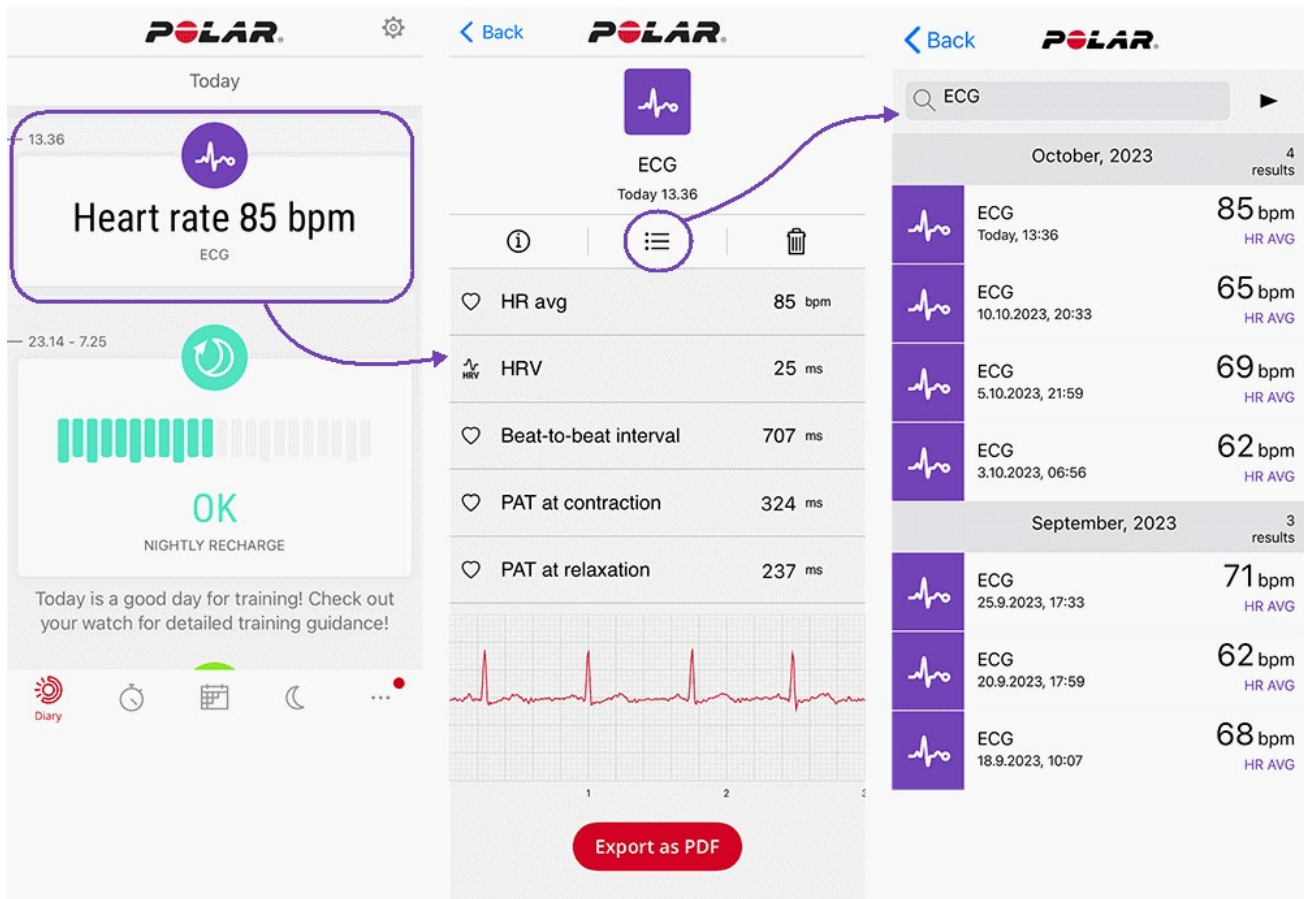 POLAR.
Today
13.36
Heart rate 85 bpm
ECG
23.14 - 7.25
OK
NIGHTLY RECHARGE
Today is a good day for training! Check out
your watch for detailed training guidance!
Diary
Back
POLAR.
ECG
Today 13.36
HR avg 85 bpm
HRV HRV 25 ms
Beat-to-beat interval 707 ms
PAT at contraction 324 ms
PAT at relaxation 237 ms
1 2 3
Export as PDF
Back
POLAR.
ECG
October, 2023 4
results
ECG 85 bpm
Today, 13:36 HR AVG
ECG 65 bpm
10.10.2023, 20:33 HR AVG
ECG 69 bpm
5.10.2023, 21:59 HR AVG
ECG 62 bpm
3.10.2023, 06:56 HR AVG
September, 2023 3
results
ECG 71 bpm
25.9.2023, 17:33 HR AVG
ECG 62 bpm
20.9.2023, 17:59 HR AVG
ECG 68 bpm
18.9.2023, 10:07 HR AVG